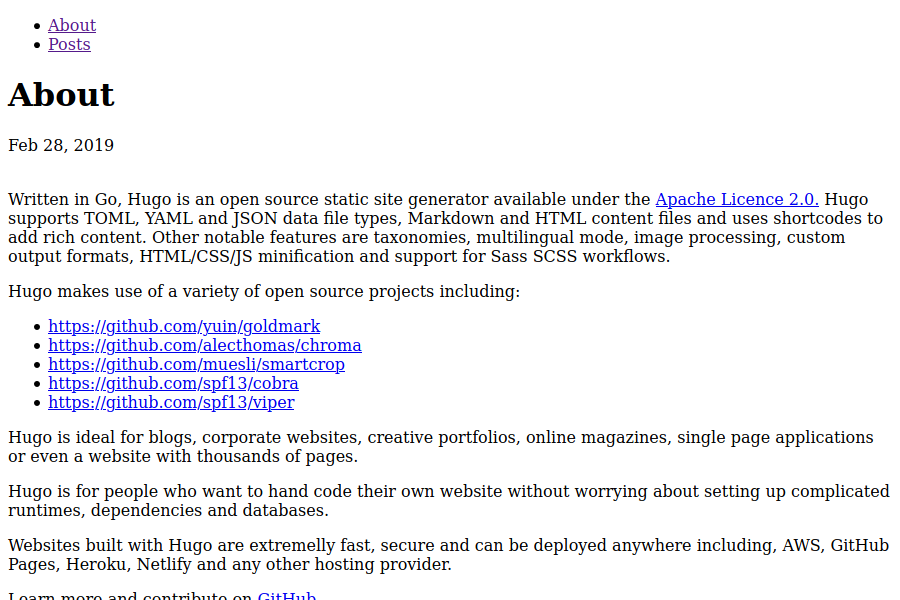 About
Posts
About
Feb 28, 2019
Written in Go, Hugo is an open source static site generator available under the Apache Licence 2.0. Hugo
supports TOML, YAML and JSON data file types, Markdown and HTML content files and uses shortcodes to
add rich content. Other notable features are taxonomies, multilingual mode, image processing, custom
output formats, HTML/CSS/JS minification and support for Sass SCSS workflows.
Hugo makes use of a variety of open source projects including:
https://github.com/yuin/goldmark
https://github.com/alecthomas/chroma
https://github.com/muesli/smartcrop
https://github.com/spf13/cobra
https://github.com/spf13/viper
Hugo is ideal for blogs, corporate websites, creative portfolios, online magazines, single page applications
or even a website with thousands of pages.
Hugo is for people who want to hand code their own website without worrying about setting up complicated
runtimes, dependencies and databases.
Websites built with Hugo are extremelly fast, secure and can be deployed anywhere including, AWS, GitHub
Pages, Heroku, Netlify and any other hosting provider.
Learn more and contribute on GitHub